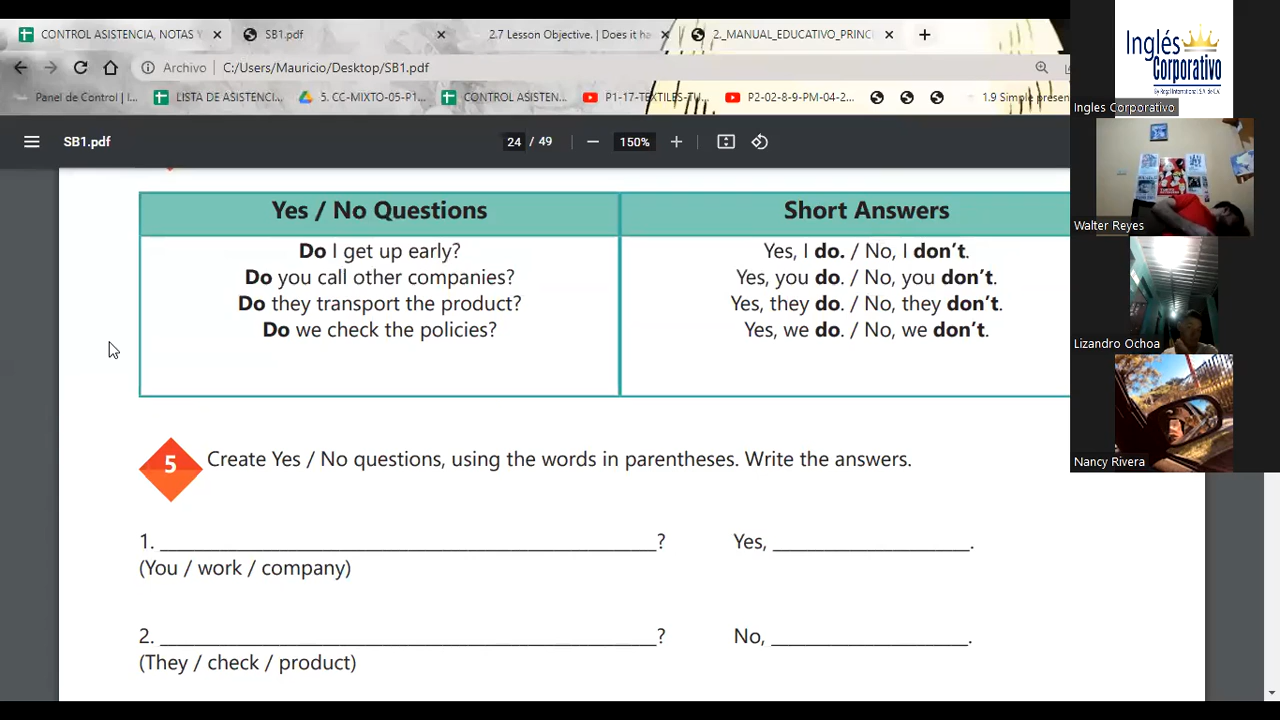 CONTROL ASISTENCIA, NOTAS Y
SB1.pdf
2.7 Lesson Objective. | Does it ha
2._MANUAL_EDUCATIVO_PRINC
Archivo
C:/Users/Mauricio/Desktop/SB1.pdf
Panel de Control | I...
LISTA DE ASISTENCI...
5. CC-MIXTO-05-P1...
CONTROL ASISTEN...
P1-17-TEXTILES-TU...
P2-02-8-9-PM-04-2...
1.9 Simple presen
SB1.pdf
24 / 49
150%
Inglés
Corporativo
Ingles Corporativo
Walter Reyes
Lizandro Ochoa
Nancy Rivera
Yes / No Questions
Short Answers
Do I get up early?
Yes, I do. / No, I don't.
Do you call other companies?
Yes, you do. / No, you don't.
Do they transport the product?
Yes, they do. / No, they don't.
Do we check the policies?
Yes, we do. / No, we don't.
5
Create Yes / No questions, using the words in parentheses. Write the answers.
1. ______________________________________________?
Yes, __________________.
(You / work / company)
2. ______________________________________________?
No, __________________.
(They / check / product)